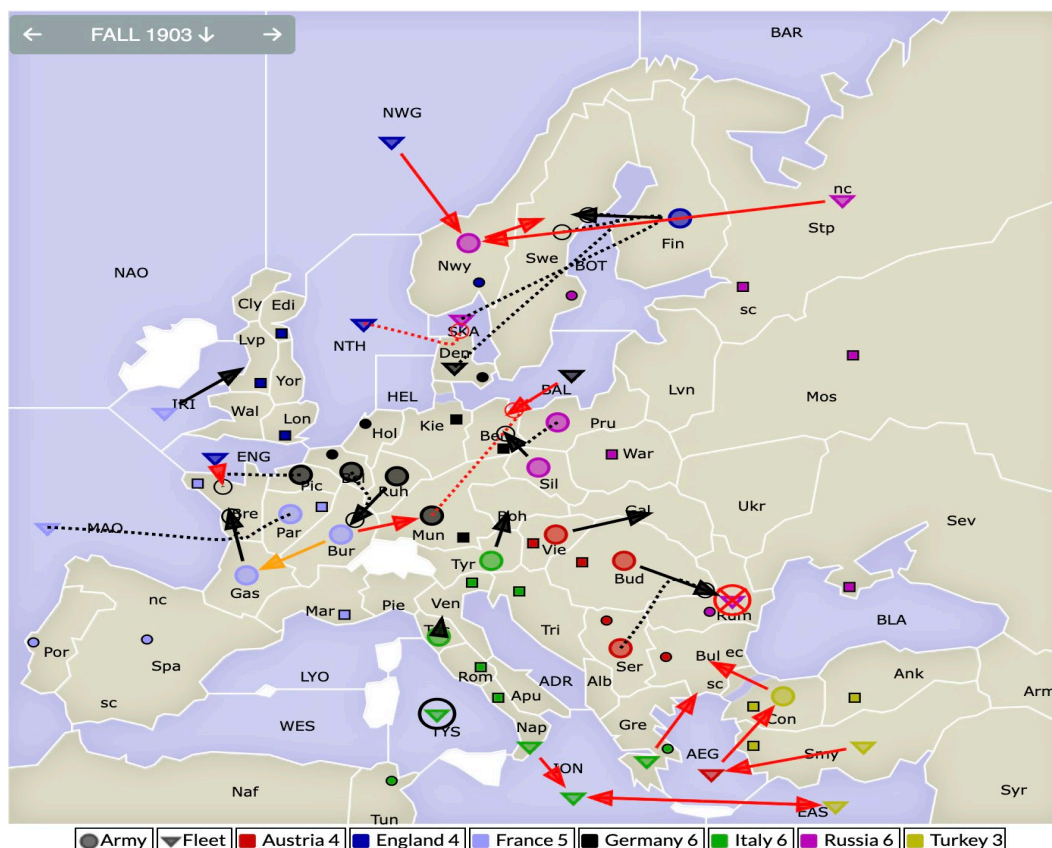 ← FALL 1903 ↓ →
BAR
NWG
nc
Stp
Fin
Nwy
Swe
BOT
NAO
Cly
Edi
sc
SKA
NTH
Lvp
Den
Mos
IRI
Yor
HEL
BAL
Lvn
Wal
Lon
Hol
Kie
Ber
Pru
War
ENG
Pic
Bel
Ruh
Sil
Ukr
MAO
Bre
Par
Bur
Mun
Boh
Gal
Sev
Tyr
Vie
Gas
Bud
nc
Mar
Pie
Ven
Rum
Por
Spa
Tus
Tri
BLA
sc
LYO
Rom
ADR
Alb
Bul
ec
sc
Ank
Arm
WES
TYS
Apu
Nap
Gre
Con
AEG
Smy
ION
Naf
Tun
EAS
Syr
Army Fleet Austria 4 England 4 France 5 Germany 6 Italy 6 Russia 6 Turkey 3